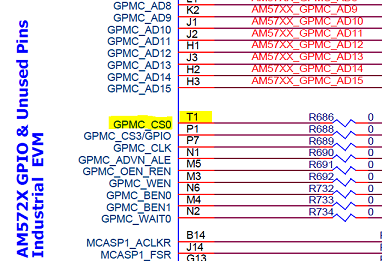 AM572X GPIO & Unused Pins
Industrial EVM
GPMC_AD8
GPMC_AD9 K2 AM57XX_GPMC_AD9
GPMC_AD10 J1 AM57XX_GPMC_AD10
GPMC_AD11 J2 AM57XX_GPMC_AD11
GPMC_AD12 H1 AM57XX_GPMC_AD12
GPMC_AD13 J3 AM57XX_GPMC_AD13
GPMC_AD14 H2 AM57XX_GPMC_AD14
GPMC_AD15 H3 AM57XX_GPMC_AD15
GPMC_CS0 T1 R686 0
GPMC_CS3/GPIO P1 R688 0
GPMC_CLK P7 R689 0
GPMC_ADVN_ALE N1 R690 0
GPMC_OEN_REN M5 R691 0
GPMC_WEN M3 R692 0
GPMC_BEN0 N6 R732 0
GPMC_BEN1 M4 R733 0
GPMC_WAIT0 N2 R734 0
MCASP1_ACLKR B14
MCASP1_FSR J14
G13